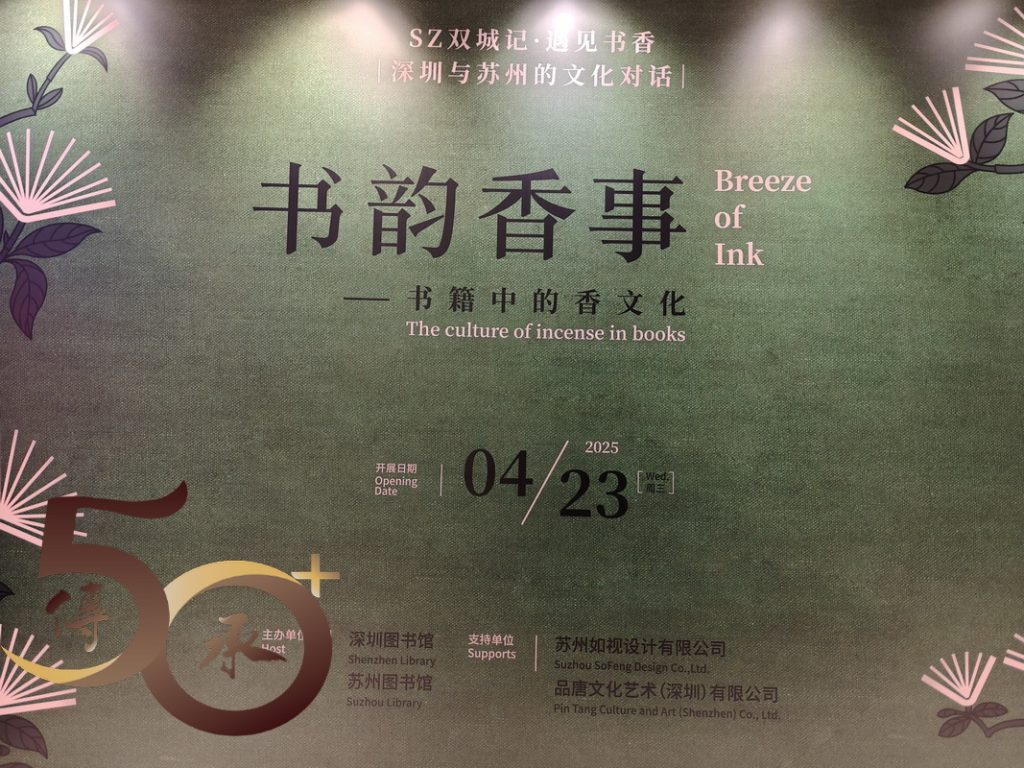 SZ双城记·遇见书香
深圳与苏州的文化对话
书韵香事
Breeze
of
Ink
——书籍中的香文化
The culture of incense in books
开展日期
Opening
Date
04/23
2025
[Wed.
周三]
50+
傳承
主办单位
Host
深圳图书馆
Shenzhen Library
苏州图书馆
Suzhou Library
支持单位
Supports
苏州如视设计有限公司
Suzhou SoFeng Design Co.,Ltd.
品唐文化艺术(深圳)有限公司
Pin Tang Culture and Art (Shenzhen) Co., Ltd.